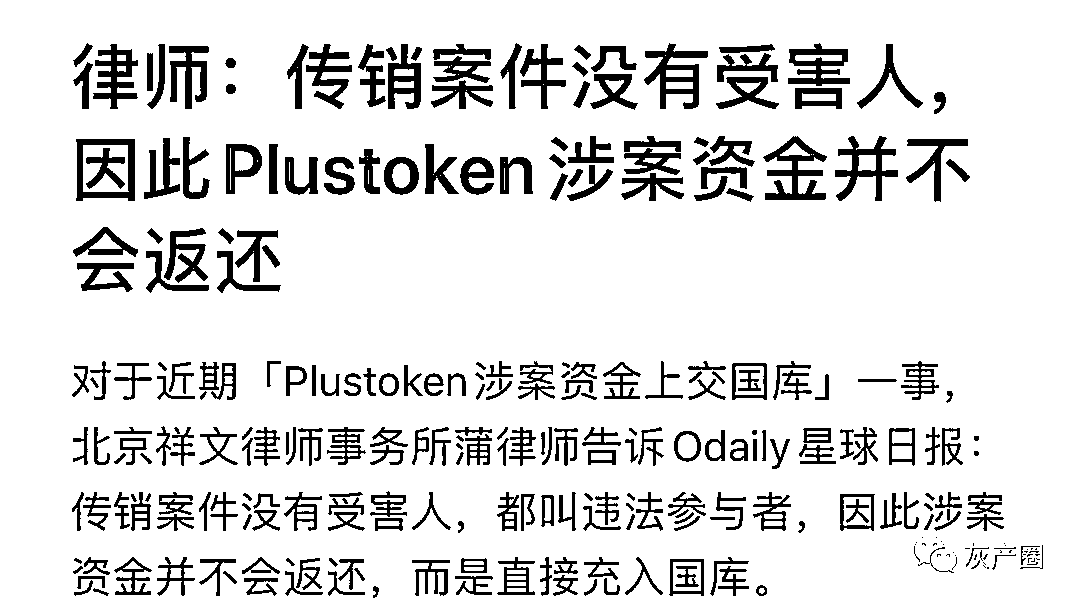 律师：传销案件没有受害人，
因此Plustoken涉案资金并不
会返还
对于近期「Plustoken涉案资金上交国库」一事，
北京祥文律师事务所蒲律师告诉Odaily星球日报：
传销案件没有受害人，都叫违法参与者，因此涉案
资金并不会返还，而是直接充入国库。
灰产圈